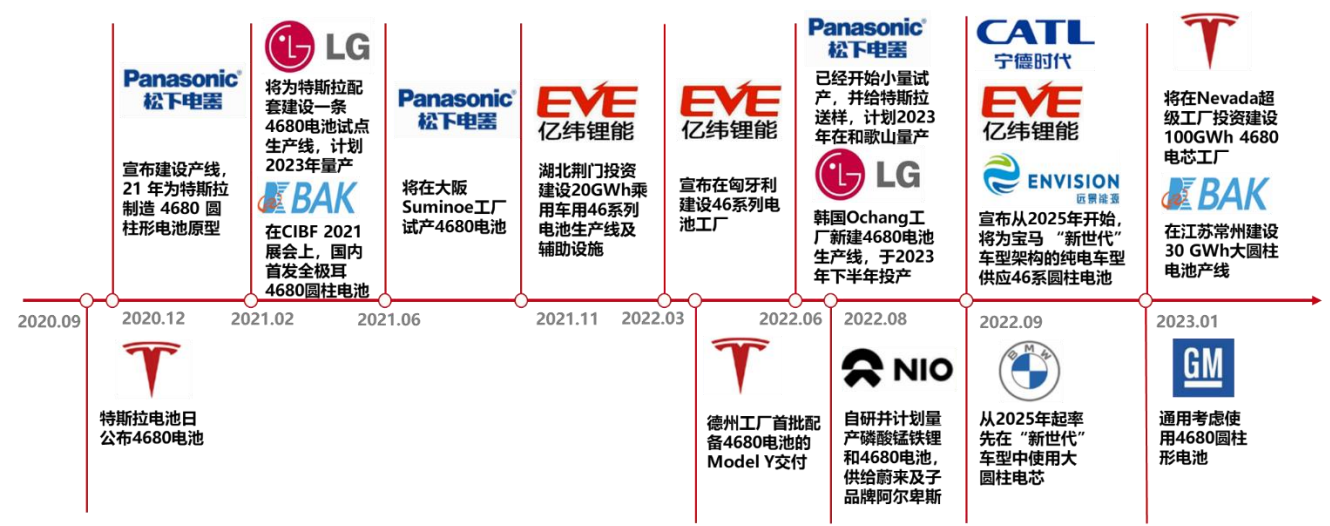 Panasonic
松下电器
宣布建设产线，
21 年为特斯拉
制造 4680 圆
柱形电池原型
LG
将为特斯拉配
套建设一条
4680电池试点
生产线，计划
2023年量产
BAK
在CIBF 2021
展会上，国内
首发全极耳
4680圆柱电池
Panasonic
松下电器
将在大阪
Suminoe工厂
试产4680电池
EVE
亿纬锂能
湖北荆门投资
建设20GWh乘
用车用46系列
电池生产线及
辅助设施
EVE
亿纬锂能
宣布在匈牙利
建设46系列电
池工厂
Panasonic
松下电器
已经开始小量试
产，并给特斯拉
送样，计划2023
年在和歌山量产
LG
韩国Ochang工
厂新建4680电池
生产线，于2023
年下半年投产
CATL
宁德时代
EVE
亿纬锂能
ENVISION
远景能源
宣布从2025年开始，
将为宝马 “新世代”
车型架构的纯电车型
供应46系圆柱电池
将在Nevada超
级工厂投资建设
100GWh 4680
电芯工厂
BAK
在江苏常州建设
30 GWh大圆柱
电池产线
2020.09
2020.12
2021.02
2021.06
2021.11
2022.03
2022.06
2022.08
2022.09
2023.01
特斯拉电池日
公布4680电池
德州工厂首批配
备4680电池的
Model Y交付
NIO
自研并计划量
产磷酸锰铁锂
和4680电池，
供给蔚来及子
品牌阿尔卑斯
BMW
从2025年起率
先在“新世代”
车型中使用大
圆柱电芯
GM
通用考虑使
用4680圆柱
形电池